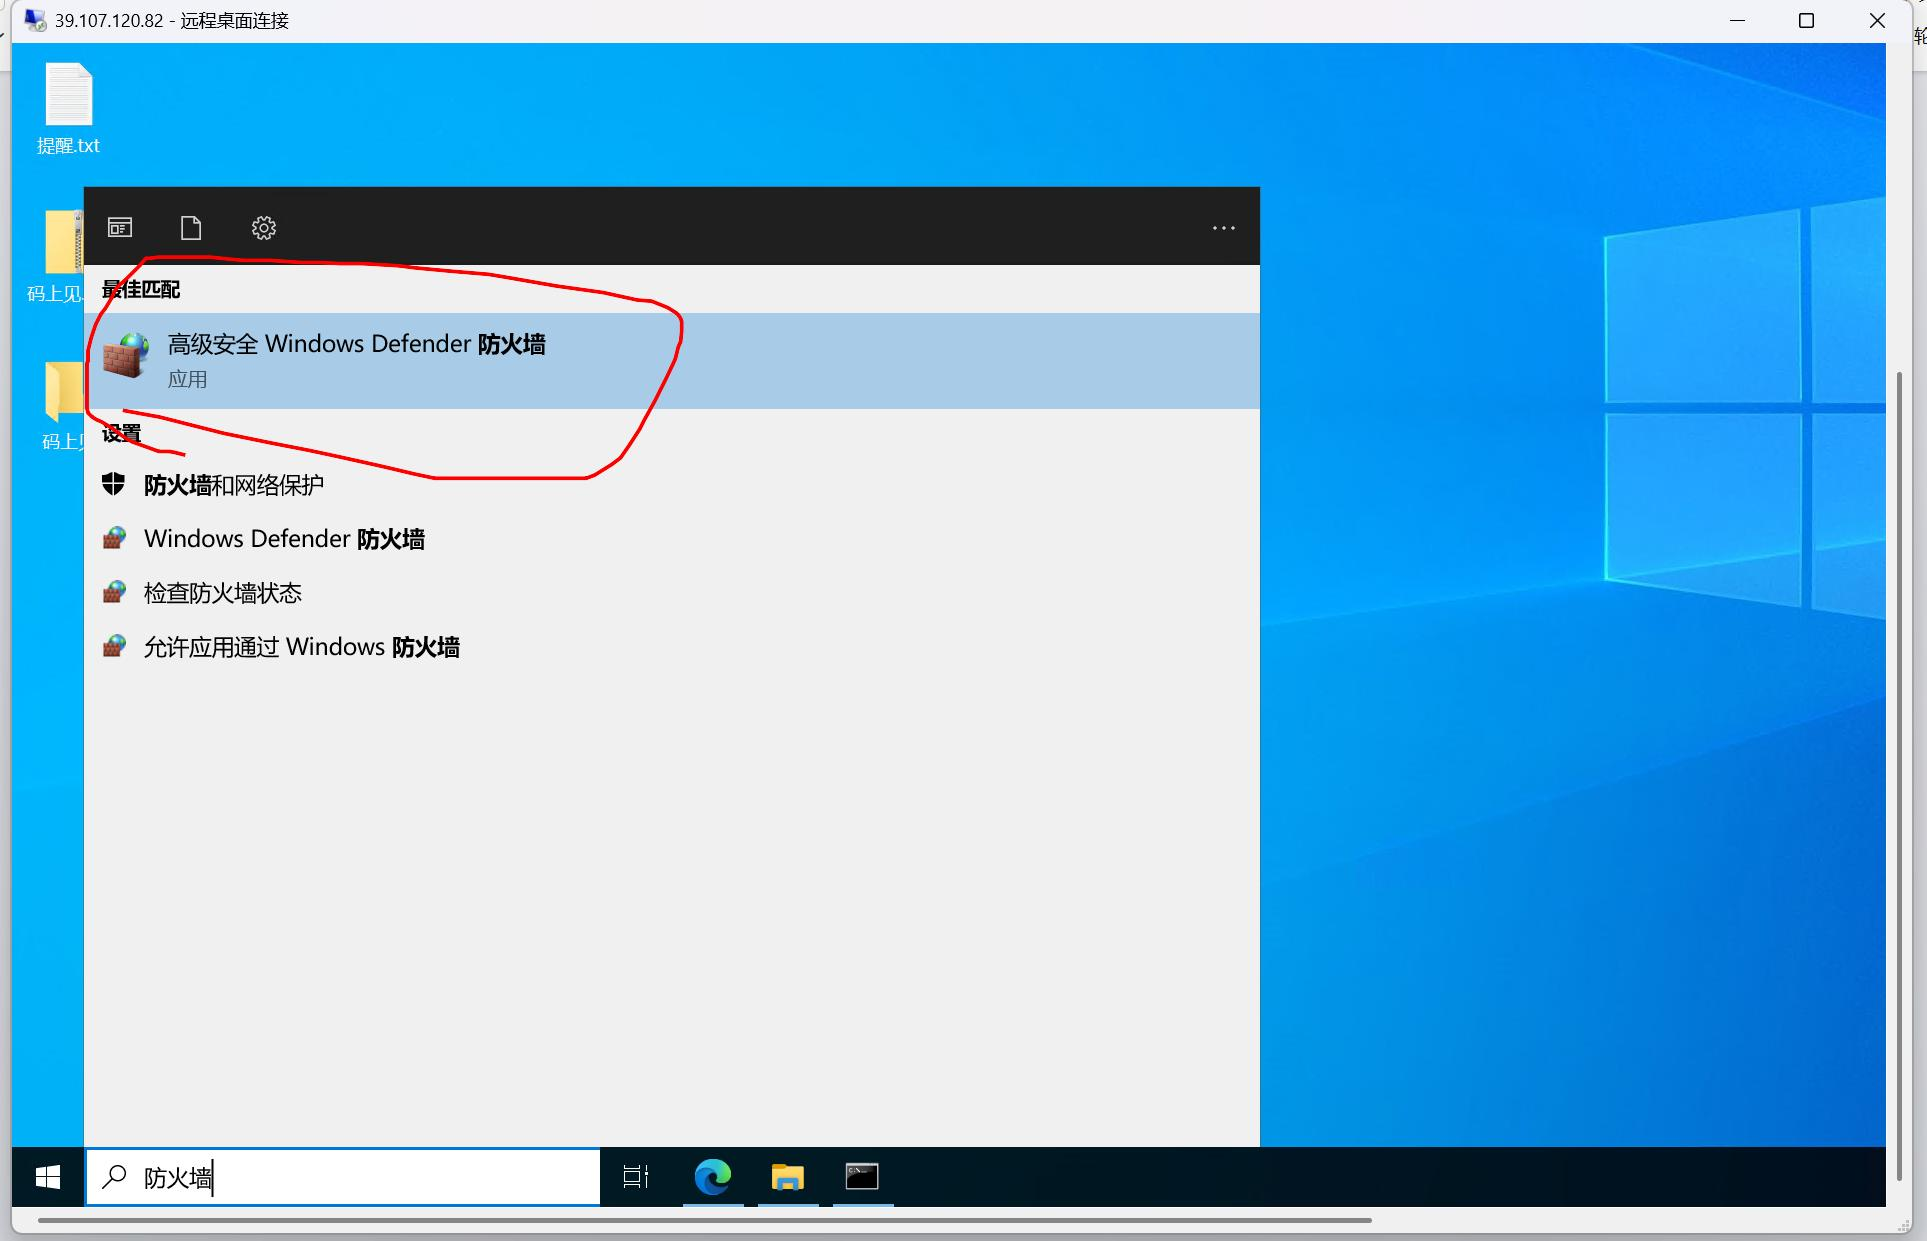 39.107.120.82 - 远程桌面连接
轮
提醒.txt
码上见.
最佳匹配
高级安全 Windows Defender 防火墙
应用
码上
设置
防火墙和网络保护
Windows Defender 防火墙
检查防火墙状态
允许应用通过 Windows 防火墙
防火墙